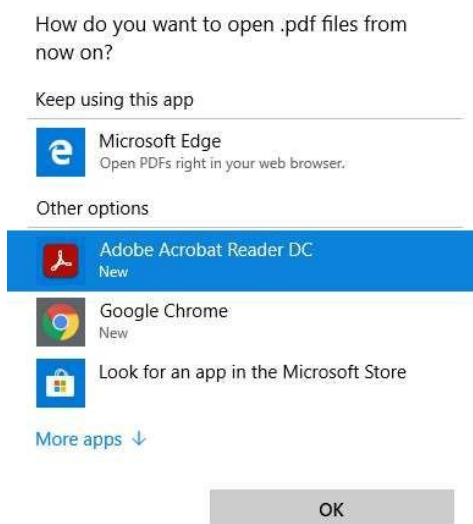 How do you want to open .pdf files from
now on?
Keep using this app
Microsoft Edge
Open PDFs right in your web browser.
Other options
Adobe Acrobat Reader DC
New
Google Chrome
New
Look for an app in the Microsoft Store
More apps ↓
OK